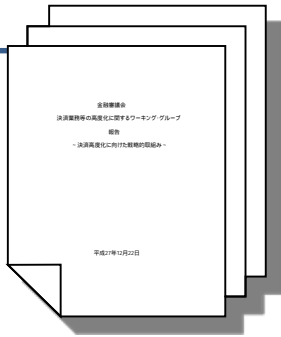 金融審議会
決済業務等の高度化に関するワーキング・グループ
報告
~決済高度化に向けた戦略的取組み~
平成27年12月22日